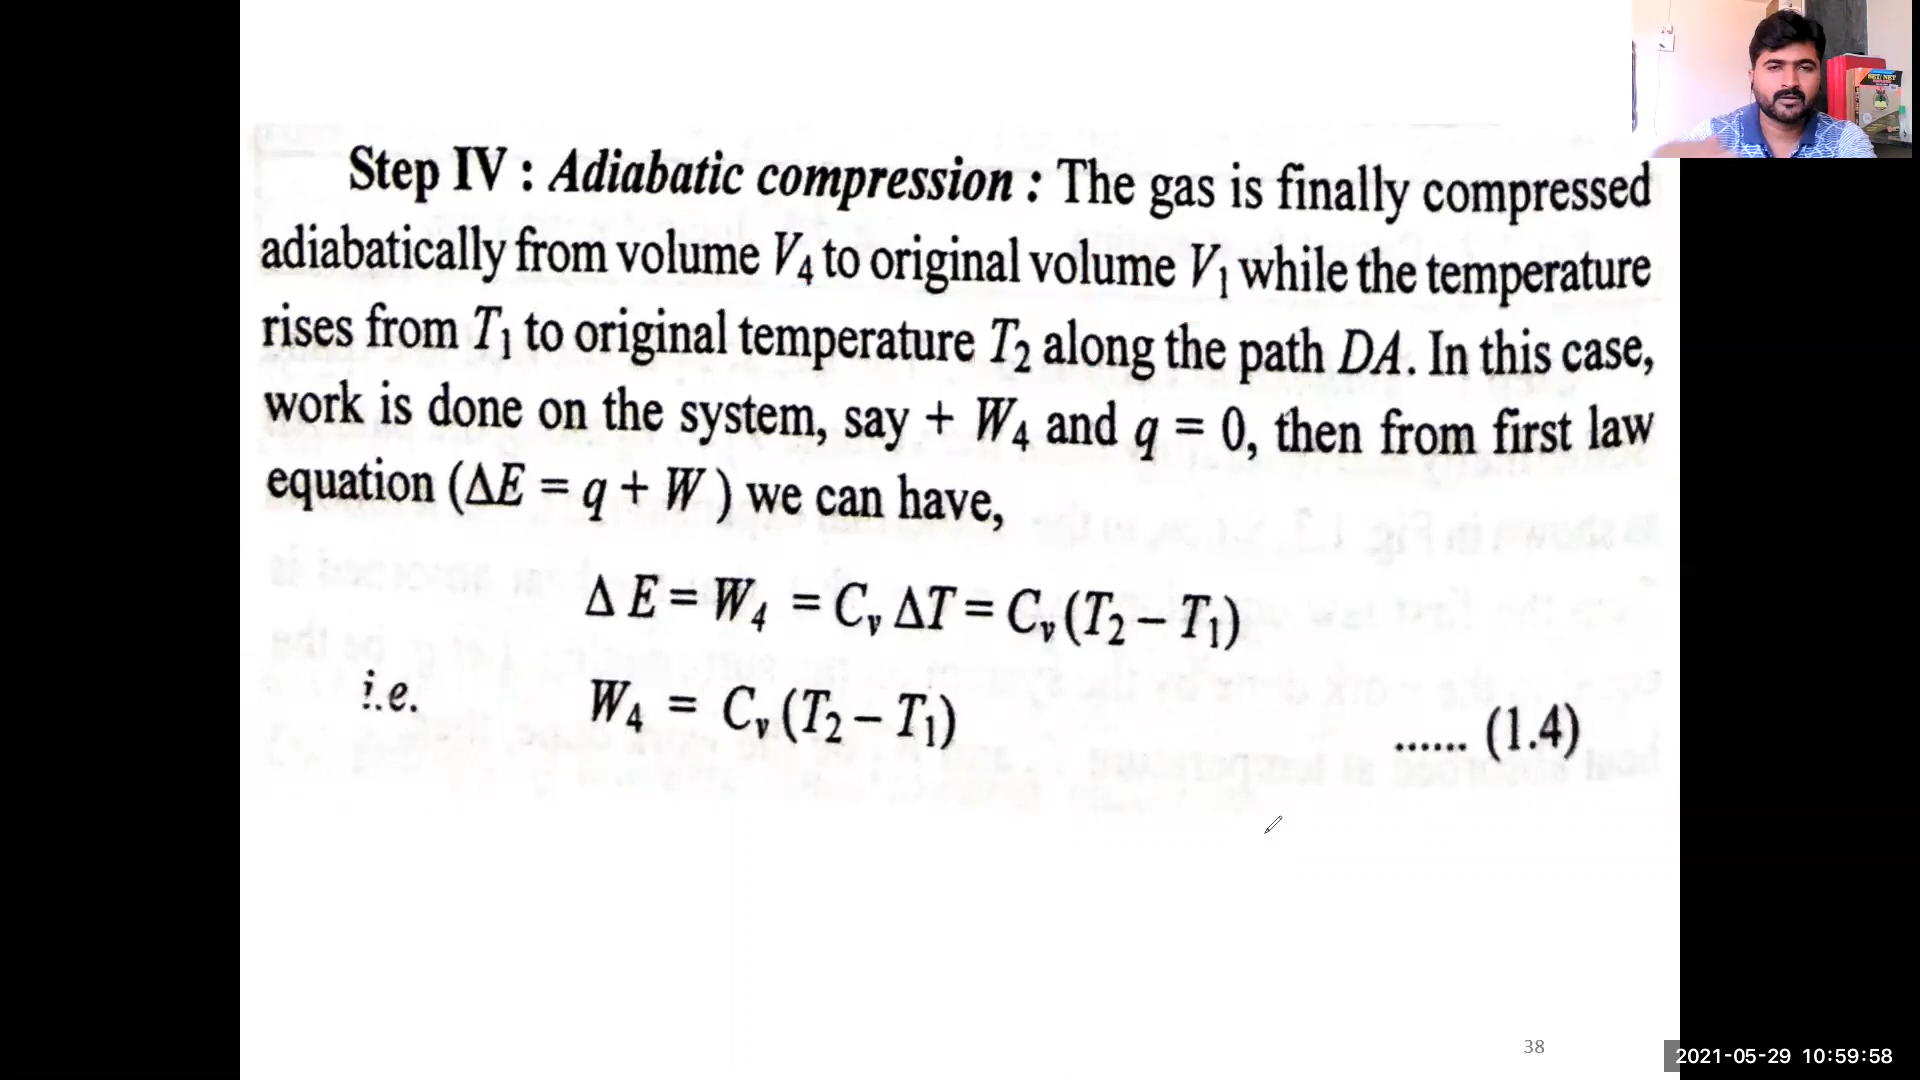 SET/NET
Step IV : Adiabatic compression : The gas is finally compressed
adiabatically from volume V₄ to original volume V₁ while the temperature
rises from T₁ to original temperature T₂ along the path DA. In this case,
work is done on the system, say + W₄ and q = 0, then from first law
equation (ΔE = q + W ) we can have,
Δ E = W₄ = Cᵥ ΔT = Cᵥ (T₂ – T₁)
i.e. W₄ = Cᵥ (T₂ – T₁) ...... (1.4)
38
2021-05-29 10:59:58